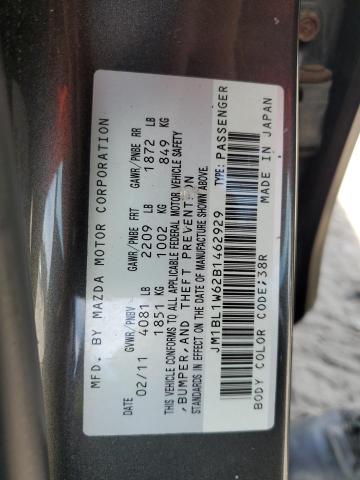 MFD. BY MAZDA MOTOR CORPORATION
DATE GVWR/PNBV GAWR/PNBE FRT GAWR/PNBE RR
02/11 4081 LB 2209 LB 1872 LB
1851 KG 1002 KG 849 KG
THIS VEHICLE CONFORMS TO ALL APPLICABLE FEDERAL MOTOR VEHICLE SAFETY
,BUMPER,AND THEFT PREVENTION
STANDARDS IN EFFECT ON THE DATE OF MANUFACTURE SHOWN ABOVE.
JM1BL1W62B1462929 TYPE: PASSENGER
BODY COLOR CODE:38R MADE IN JAPAN